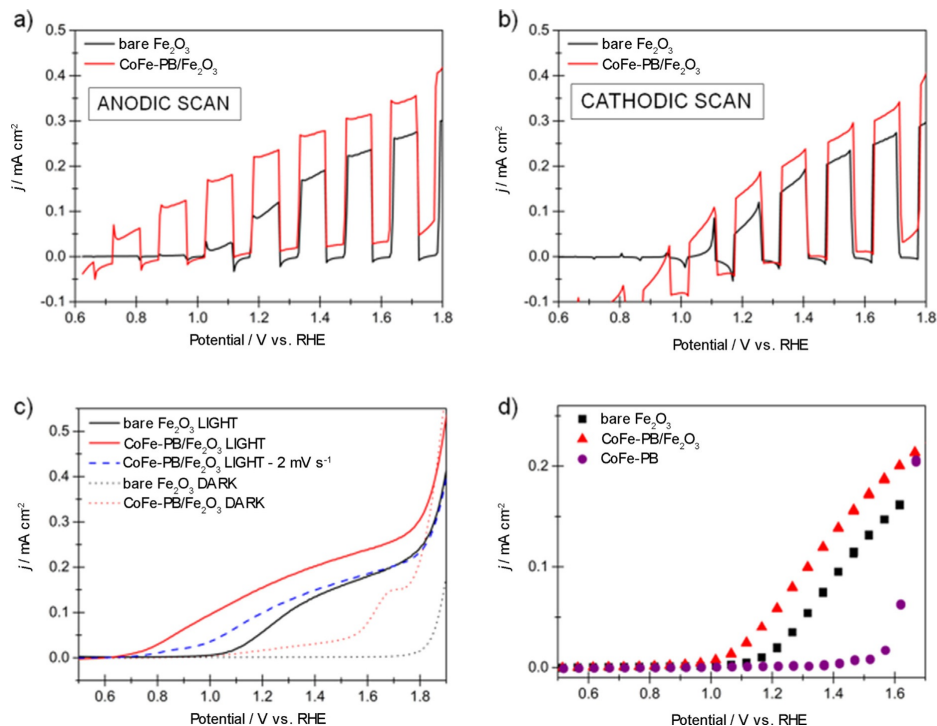 a)
bare Fe₂O₃
CoFe-PB/Fe₂O₃
ANODIC SCAN
j / mA cm⁻²
0.5
0.4
0.3
0.2
0.1
0.0
-0.1
0.6 0.8 1.0 1.2 1.4 1.6 1.8
Potential / V vs. RHE
b)
bare Fe₂O₃
CoFe-PB/Fe₂O₃
CATHODIC SCAN
j / mA cm⁻²
0.5
0.4
0.3
0.2
0.1
0.0
-0.1
0.6 0.8 1.0 1.2 1.4 1.6 1.8
Potential / V vs. RHE
c)
bare Fe₂O₃ LIGHT
CoFe-PB/Fe₂O₃ LIGHT
CoFe-PB/Fe₂O₃ LIGHT - 2 mV s⁻¹
bare Fe₂O₃ DARK
CoFe-PB/Fe₂O₃ DARK
j / mA cm⁻²
0.5
0.4
0.3
0.2
0.1
0.0
0.6 0.8 1.0 1.2 1.4 1.6 1.8
Potential / V vs. RHE
d)
bare Fe₂O₃
CoFe-PB/Fe₂O₃
CoFe-PB
j / mA cm⁻²
0.2
0.1
0.0
0.6 0.8 1.0 1.2 1.4 1.6
Potential / V vs. RHE